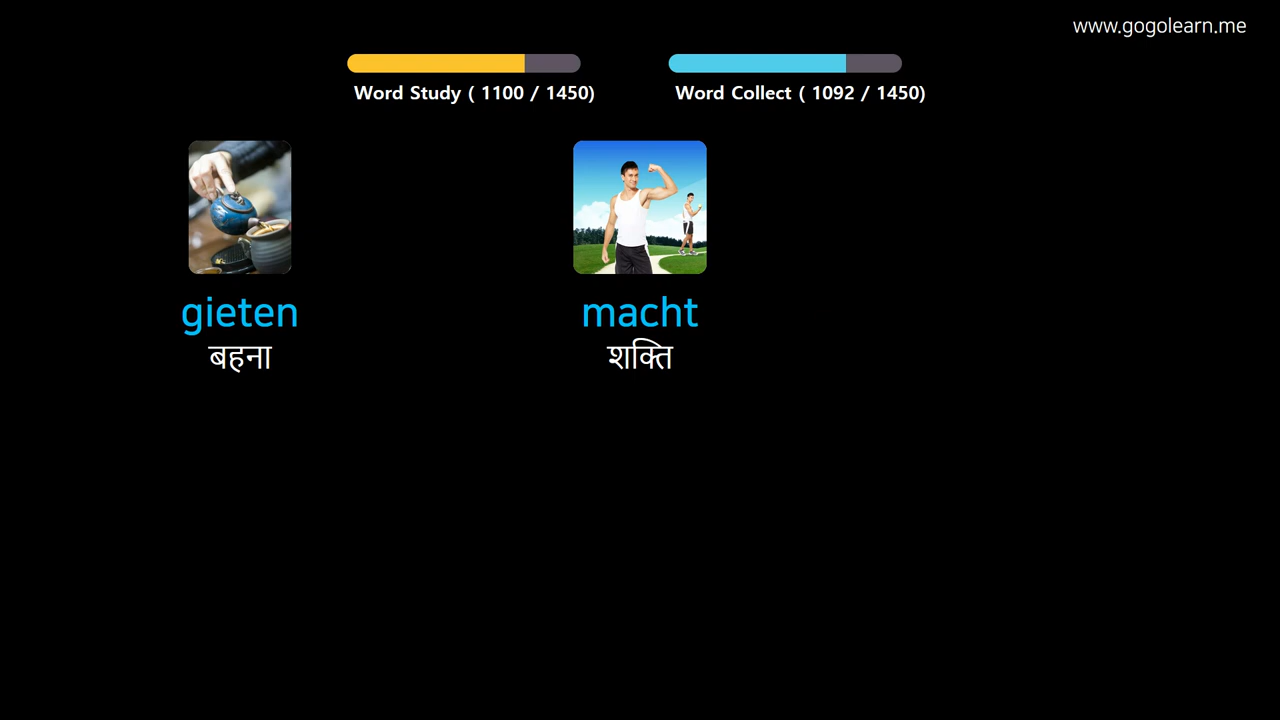 www.gogolearn.me
Word Study ( 1100 / 1450)
Word Collect ( 1092 / 1450)
gieten
macht
बहना
शक्ति